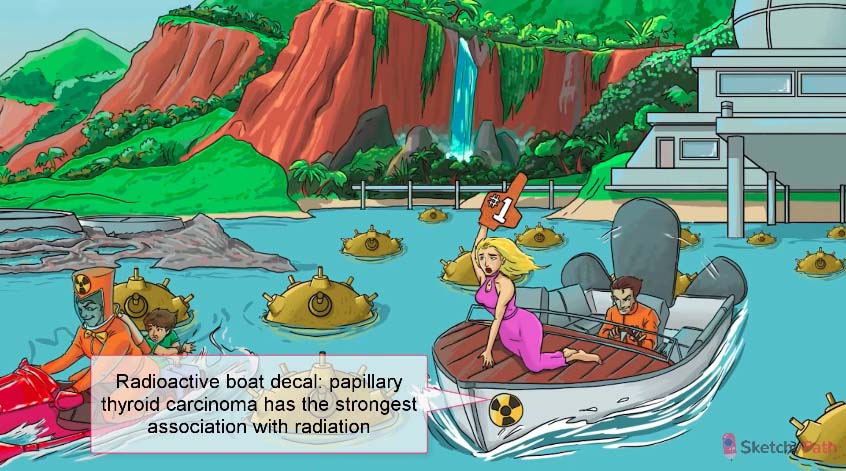 #1
Radioactive boat decal: papillary
thyroid carcinoma has the strongest
association with radiation
SketchyPath